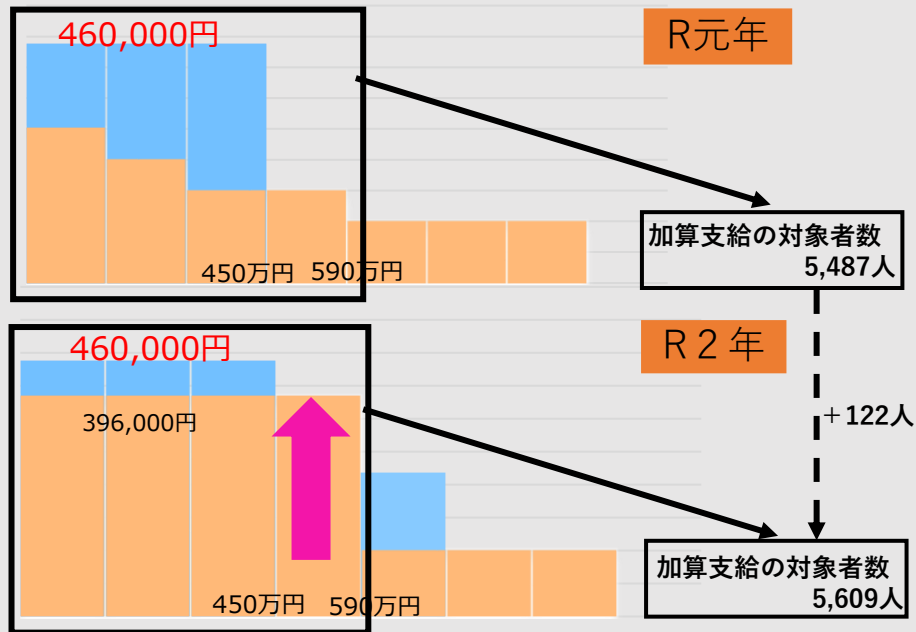 460,000円
R元年
450万円 590万円
加算支給の対象者数
5,487人
460,000円
R２年
396,000円
＋122人
450万円 590万円
加算支給の対象者数
5,609人